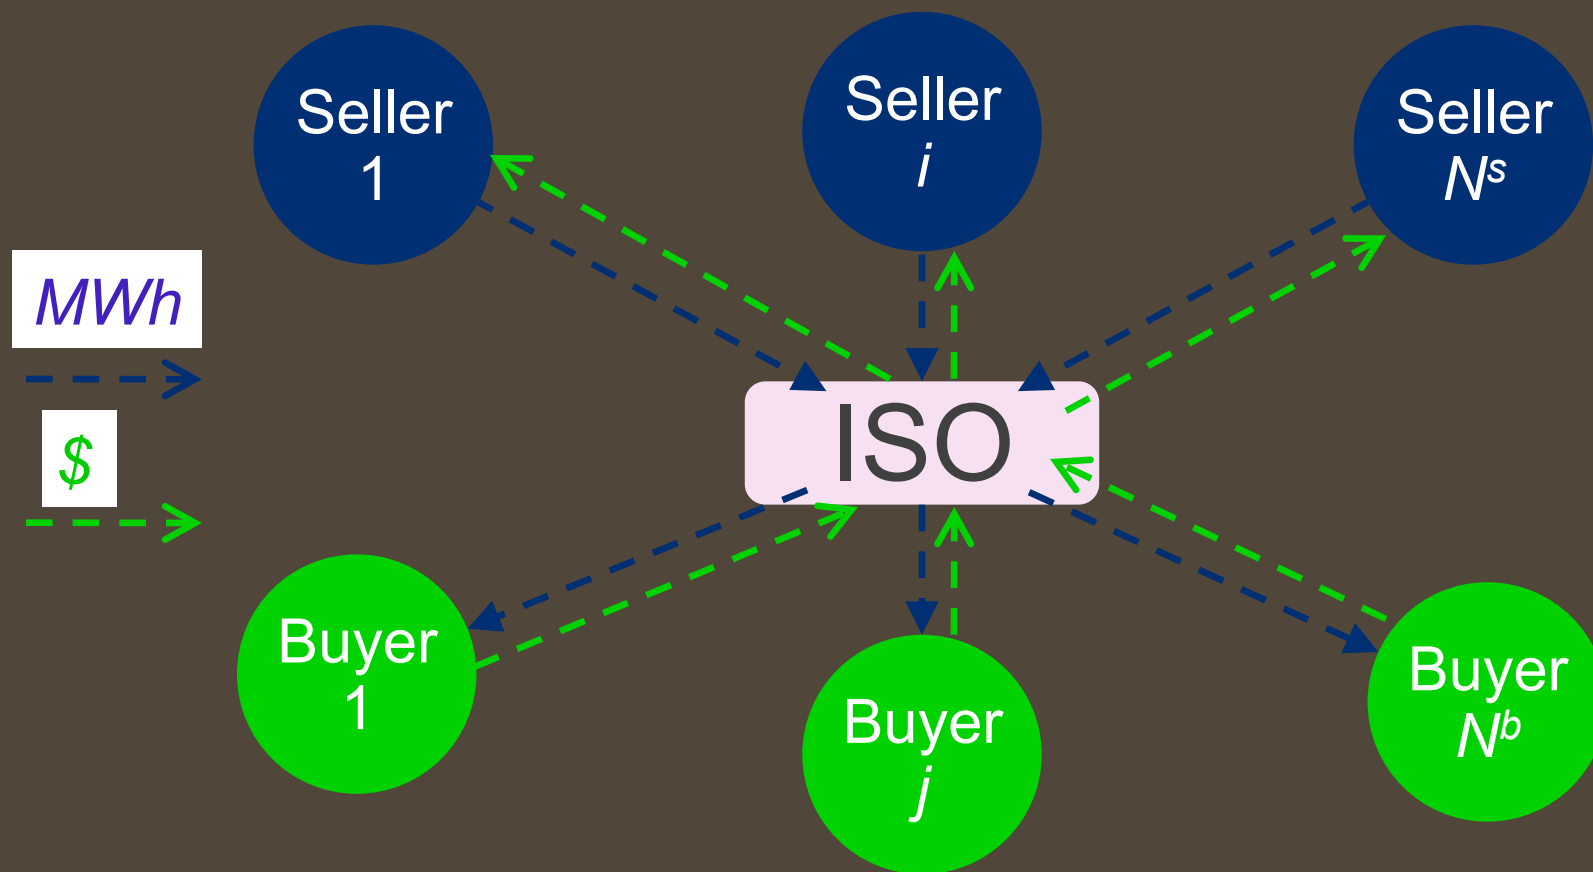 Seller
1
Seller
i
Seller
Nˢ
MWh
$
ISO
Buyer
1
Buyer
j
Buyer
Nᵇ